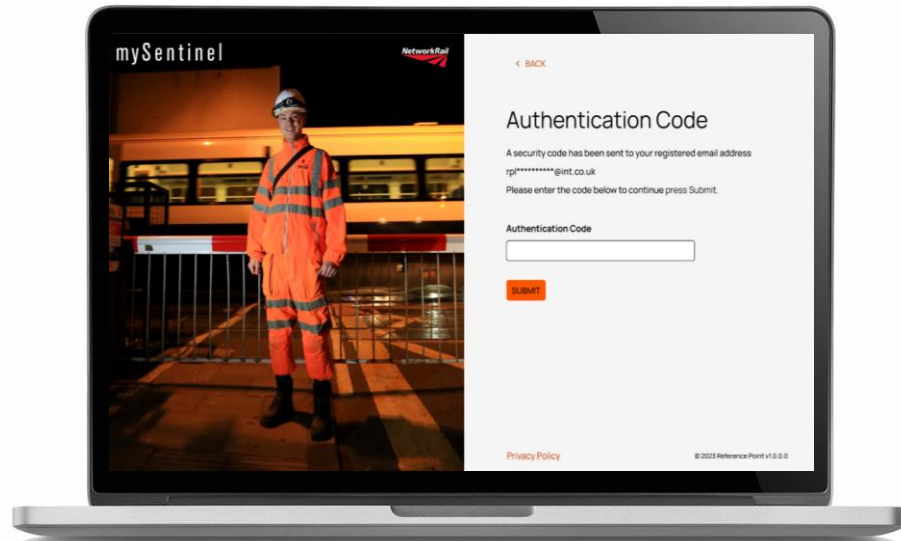 mySentinel
NetworkRail
< BACK
Authentication Code
A security code has been sent to your registered email address
rpl**********@int.co.uk
Please enter the code below to continue press Submit.
Authentication Code
SUBMIT
Privacy Policy
© 2023 Reference Point v1.0.0.0